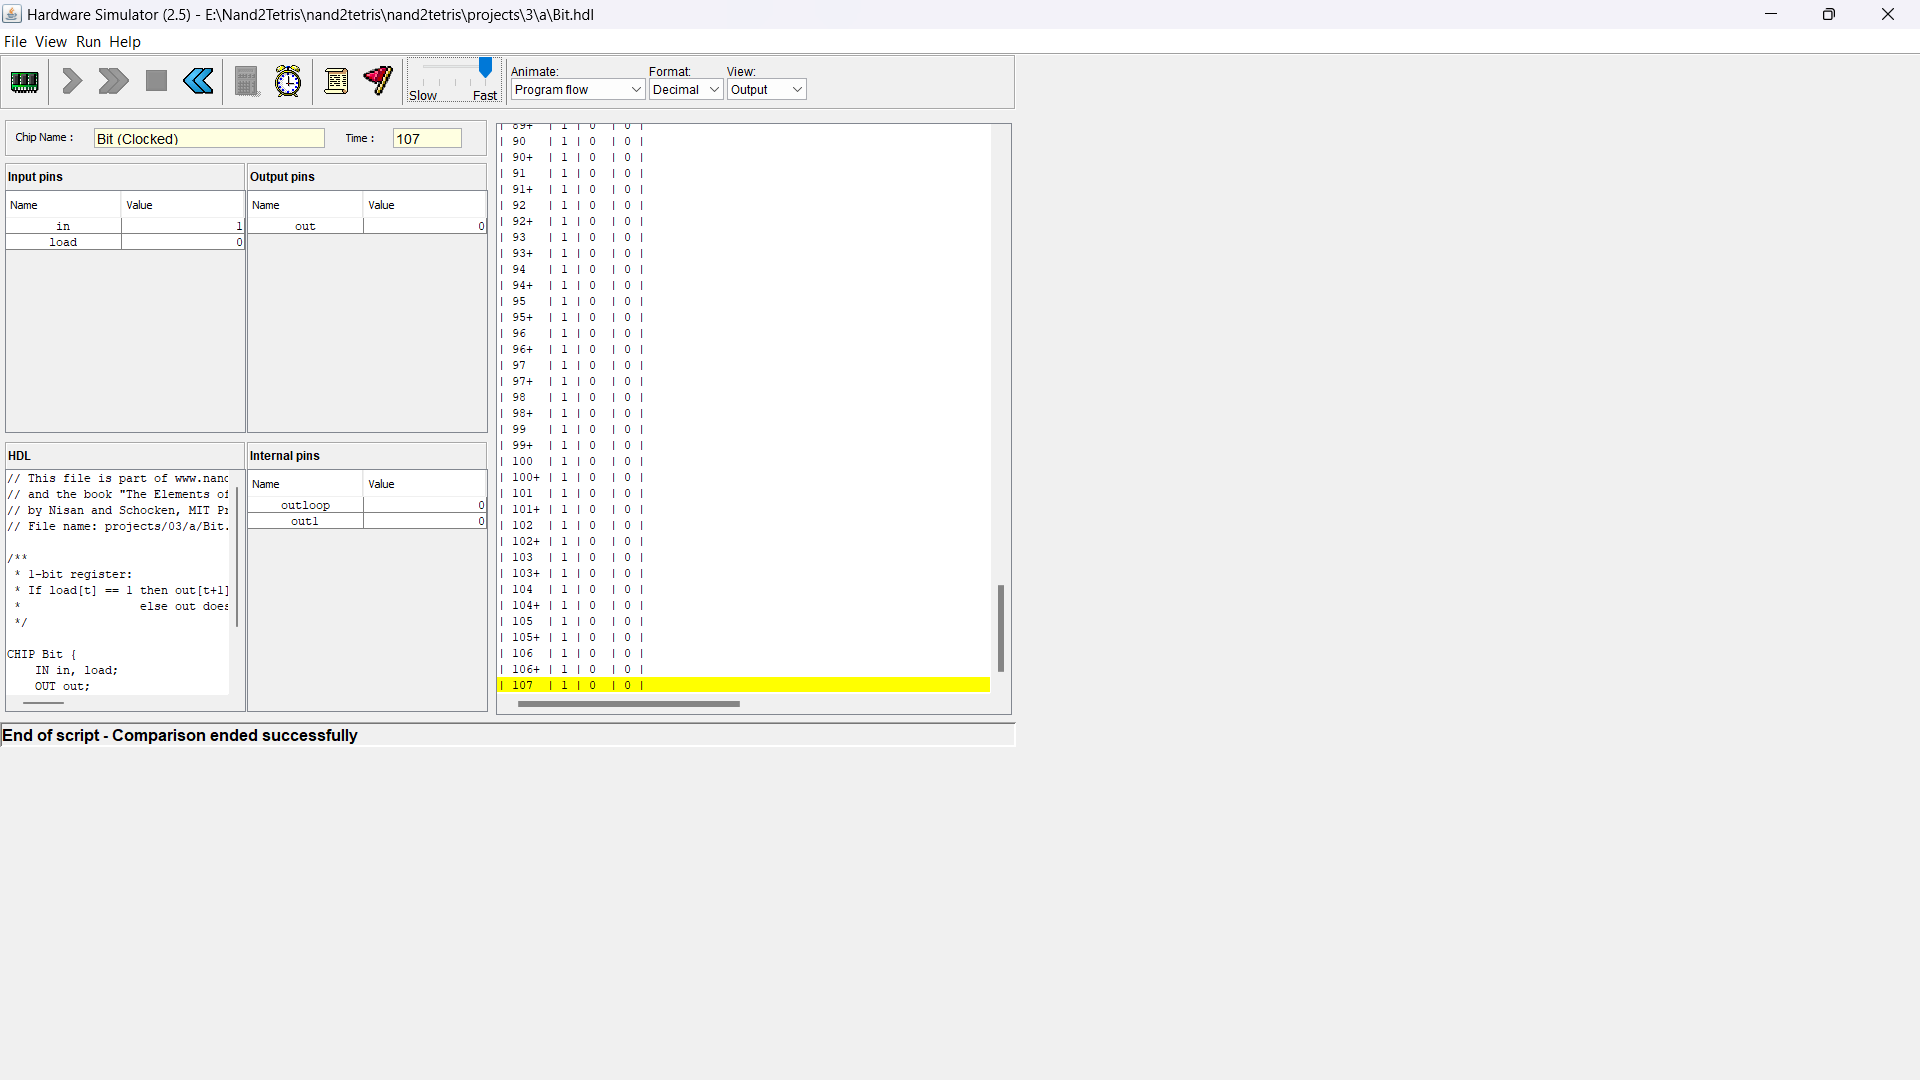 Hardware Simulator (2.5) - E:\Nand2Tetris\nand2tetris\nand2tetris\projects\3\a\Bit.hdl
File View Run Help
Slow Fast
Animate:
Program flow
Format:
Decimal
View:
Output
Chip Name :
Bit (Clocked)
Time :
107
Input pins
Name Value
in 1
load 0
Output pins
Name Value
out 0
HDL
// This file is part of www.nand
// and the book "The Elements of
// by Nisan and Schocken, MIT Pr
// File name: projects/03/a/Bit.
/**
* 1-bit register:
* If load[t] == 1 then out[t+1]
* else out does
*/
CHIP Bit {
IN in, load;
OUT out;
Internal pins
Name Value
outloop 0
out1 0
| 89+ | 1 | 0 | 0 |
| 90 | 1 | 0 | 0 |
| 90+ | 1 | 0 | 0 |
| 91 | 1 | 0 | 0 |
| 91+ | 1 | 0 | 0 |
| 92 | 1 | 0 | 0 |
| 92+ | 1 | 0 | 0 |
| 93 | 1 | 0 | 0 |
| 93+ | 1 | 0 | 0 |
| 94 | 1 | 0 | 0 |
| 94+ | 1 | 0 | 0 |
| 95 | 1 | 0 | 0 |
| 95+ | 1 | 0 | 0 |
| 96 | 1 | 0 | 0 |
| 96+ | 1 | 0 | 0 |
| 97 | 1 | 0 | 0 |
| 97+ | 1 | 0 | 0 |
| 98 | 1 | 0 | 0 |
| 98+ | 1 | 0 | 0 |
| 99 | 1 | 0 | 0 |
| 99+ | 1 | 0 | 0 |
| 100 | 1 | 0 | 0 |
| 100+ | 1 | 0 | 0 |
| 101 | 1 | 0 | 0 |
| 101+ | 1 | 0 | 0 |
| 102 | 1 | 0 | 0 |
| 102+ | 1 | 0 | 0 |
| 103 | 1 | 0 | 0 |
| 103+ | 1 | 0 | 0 |
| 104 | 1 | 0 | 0 |
| 104+ | 1 | 0 | 0 |
| 105 | 1 | 0 | 0 |
| 105+ | 1 | 0 | 0 |
| 106 | 1 | 0 | 0 |
| 106+ | 1 | 0 | 0 |
| 107 | 1 | 0 | 0 |
End of script - Comparison ended successfully